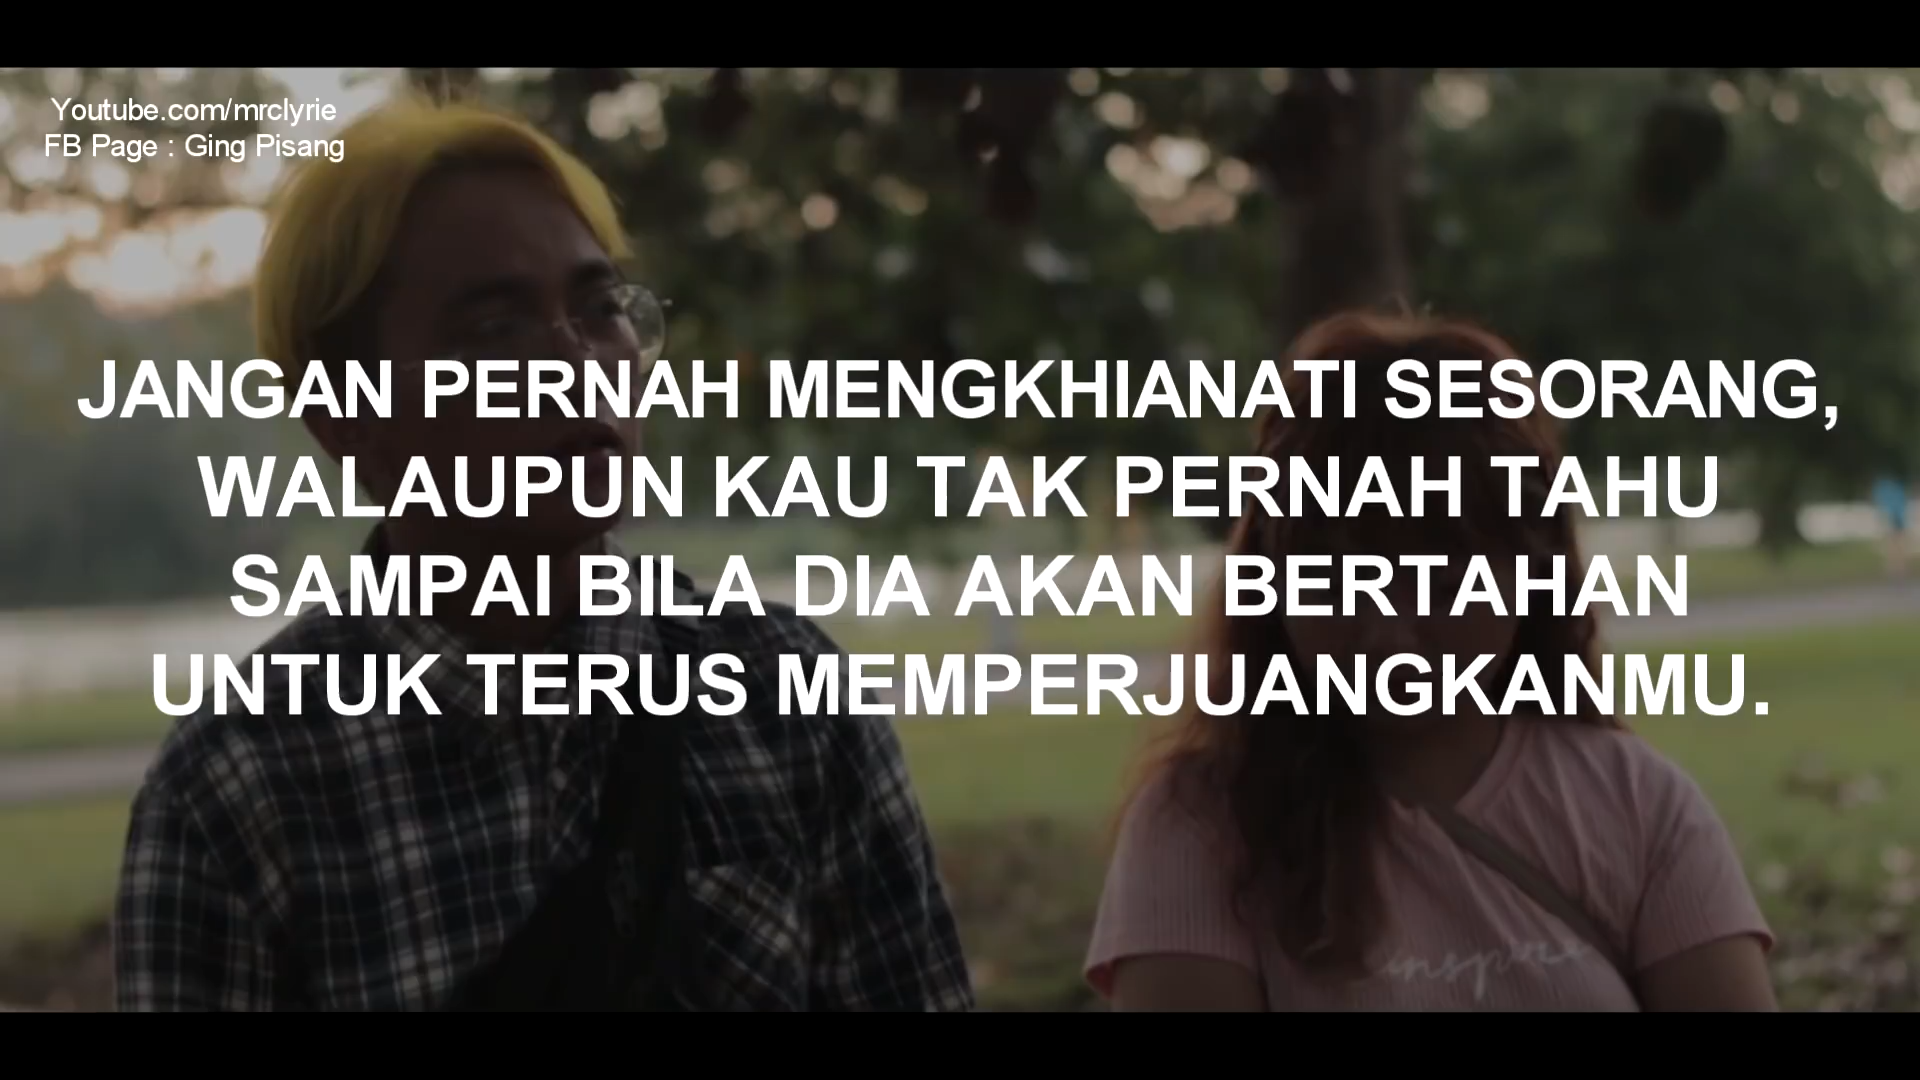 Youtube.com/mrclyrie
FB Page : Ging Pisang
JANGAN PERNAH MENGKHIANATI SESORANG,
WALAUPUN KAU TAK PERNAH TAHU
SAMPAI BILA DIA AKAN BERTAHAN
UNTUK TERUS MEMPERJUANGKANMU.
inspire